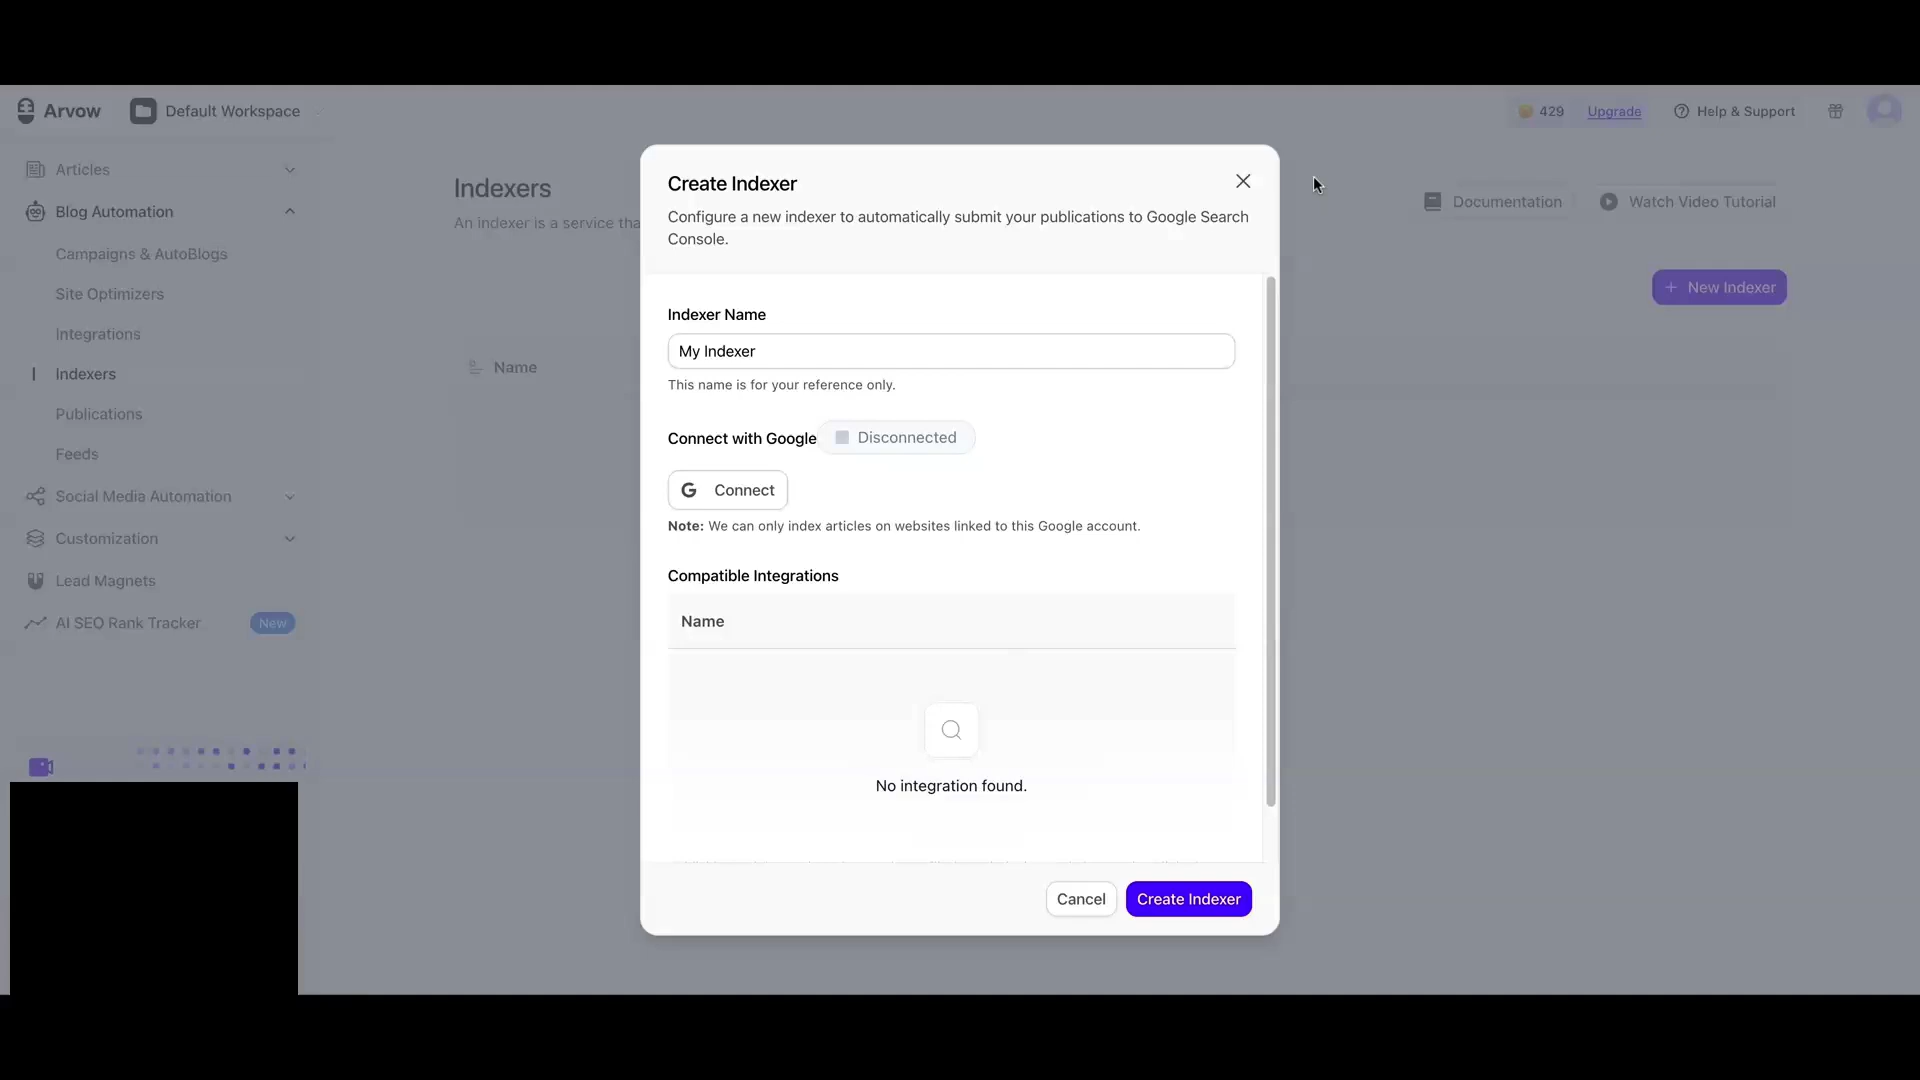 Arvow
Default Workspace
429
Upgrade
Help & Support
Articles
Blog Automation
Campaigns & AutoBlogs
Site Optimizers
Integrations
Indexers
Publications
Feeds
Social Media Automation
Customization
Lead Magnets
AI SEO Rank Tracker
New
Indexers
An indexer is a service tha
Documentation
Watch Video Tutorial
+ New Indexer
Name
Create Indexer
Configure a new indexer to automatically submit your publications to Google Search
Console.
Indexer Name
My Indexer
This name is for your reference only.
Connect with Google
Disconnected
G Connect
Note: We can only index articles on websites linked to this Google account.
Compatible Integrations
Name
No integration found.
Cancel
Create Indexer